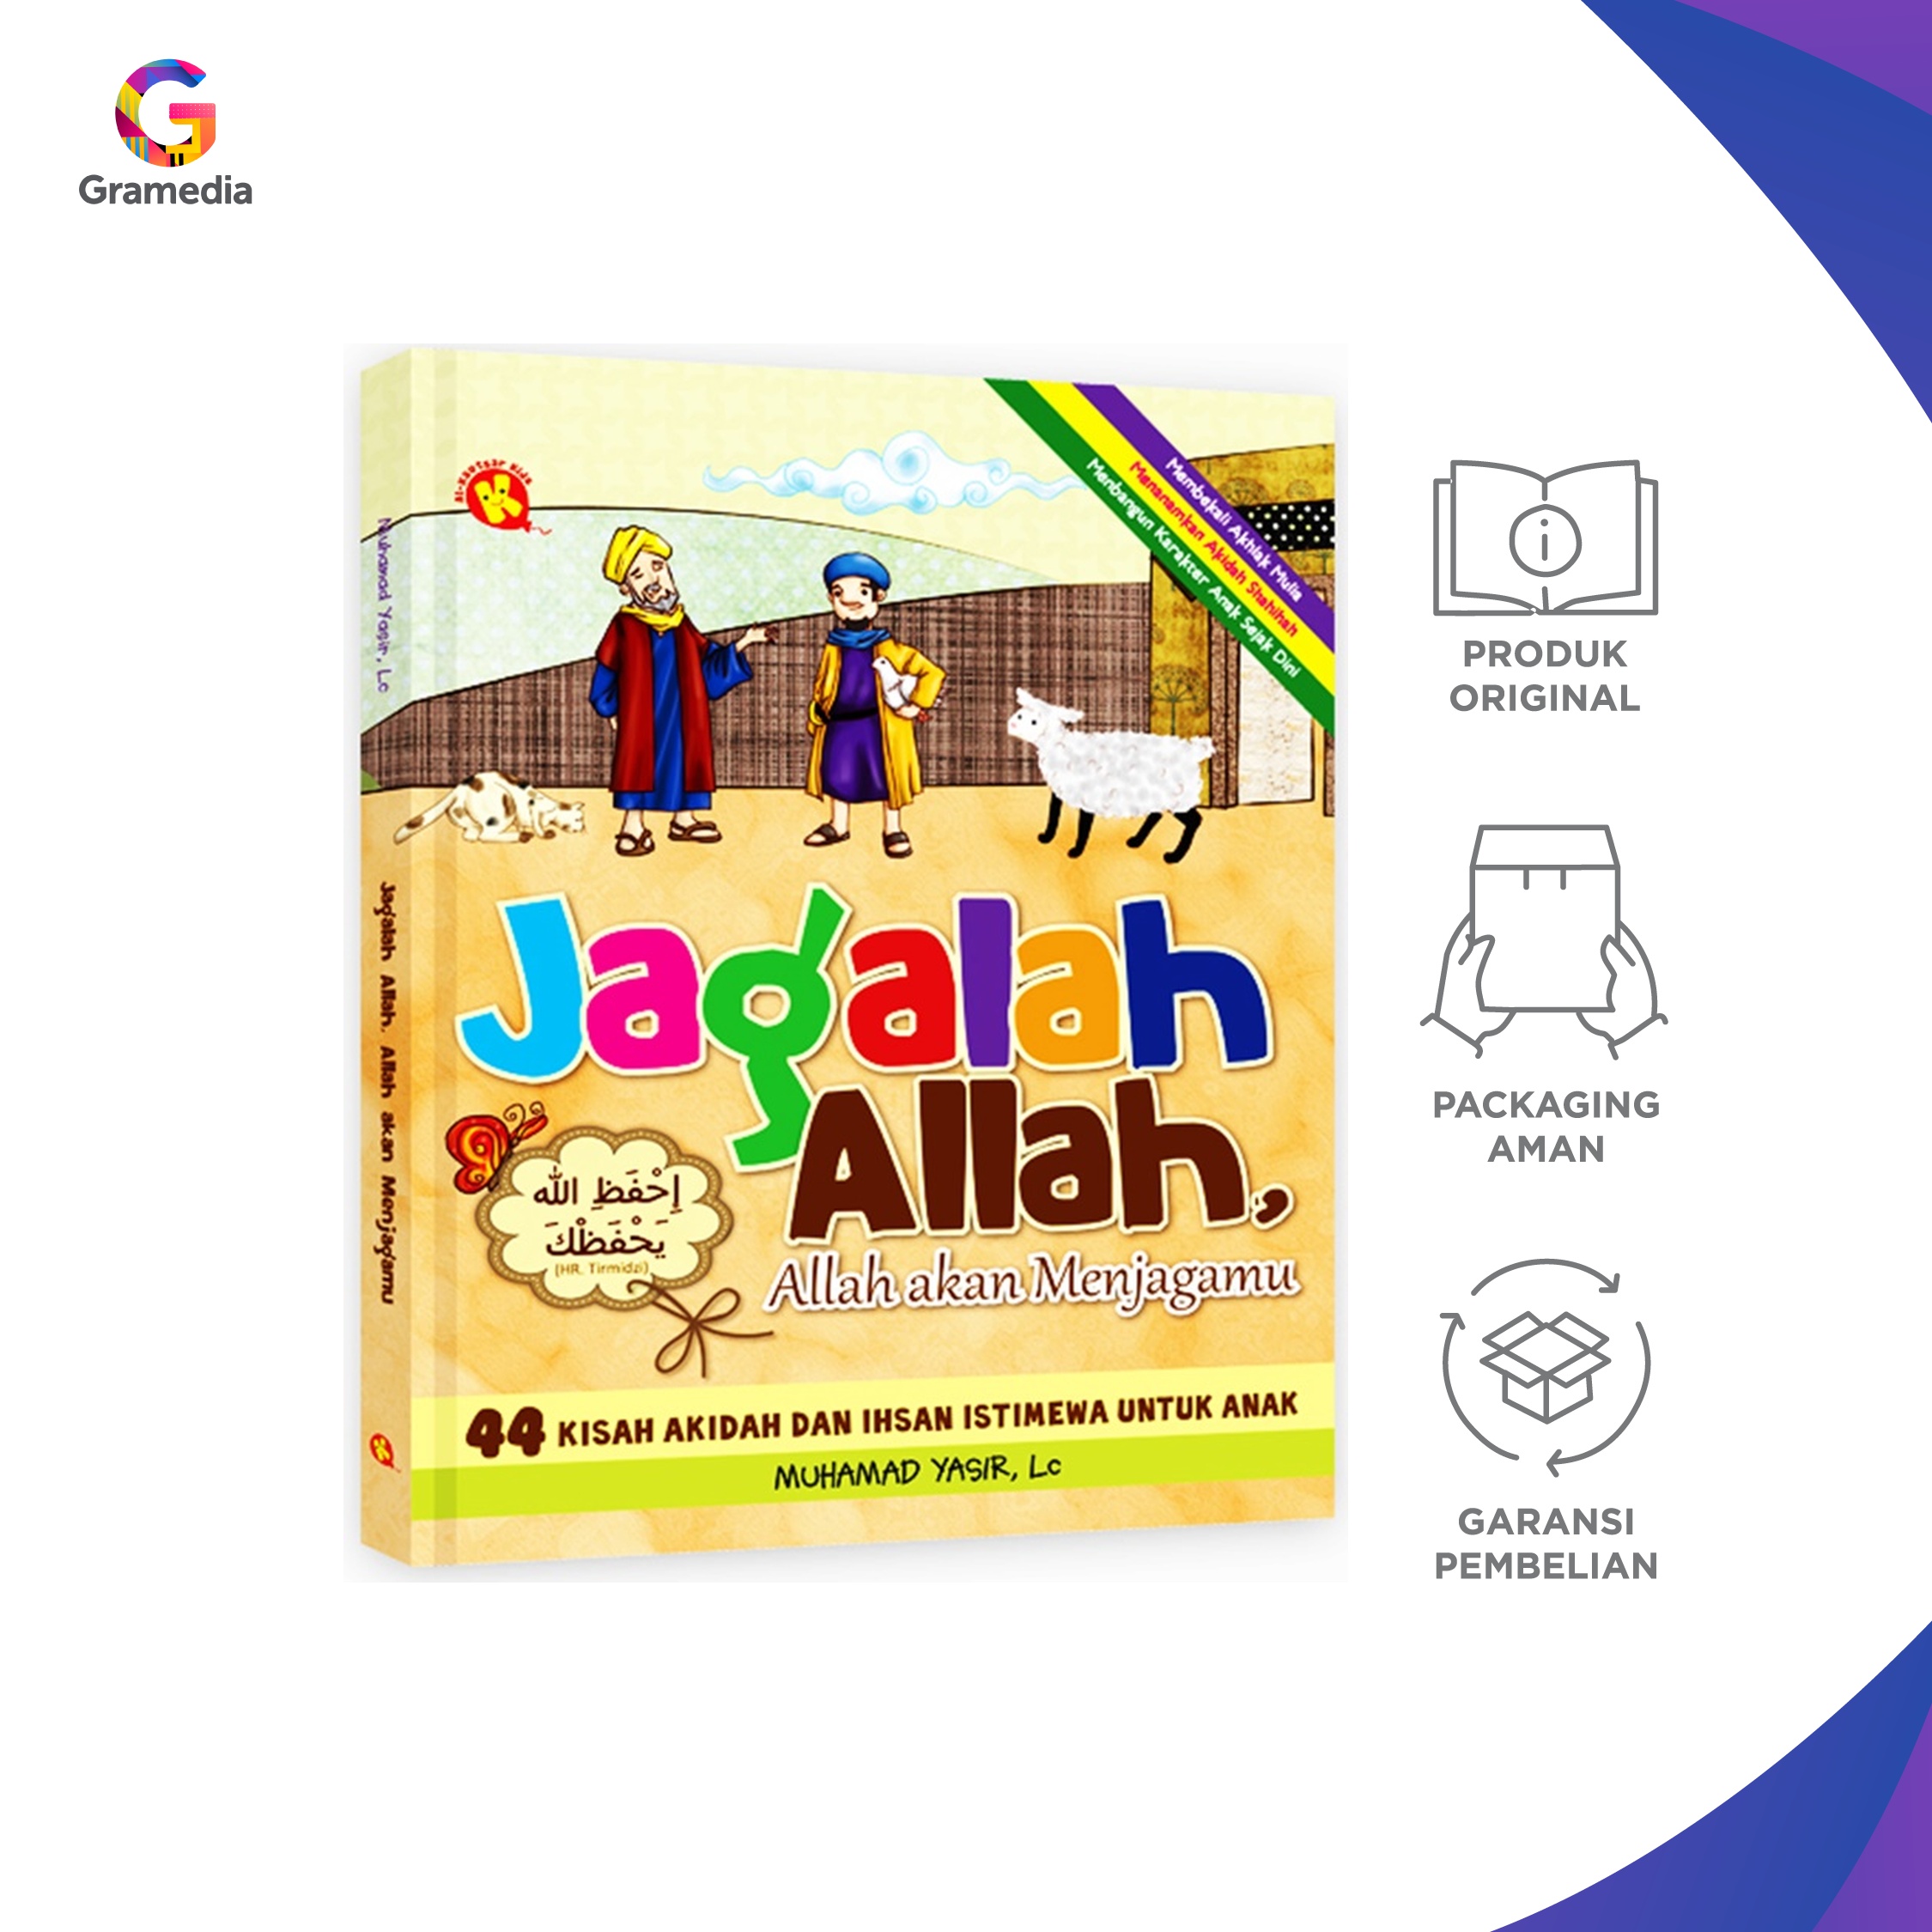 Gramedia
Al-Kautsar Kids
Membekali Akhlak Mulia
Menanamkan Akidah Shahihah
Membangun Karakter Anak Sejak Dini
Muhamad Yasir, Lc
Jagalah Allah, Allah akan Menjagamu
Jagalah
Allah,
Allah akan Menjagamu
إِحْفَظِ الله
يَحْفَظْكَ
(HR. Tirmidzi)
44 KISAH AKIDAH DAN IHSAN ISTIMEWA UNTUK ANAK
MUHAMAD YASIR, Lc
PRODUK
ORIGINAL
PACKAGING
AMAN
GARANSI
PEMBELIAN